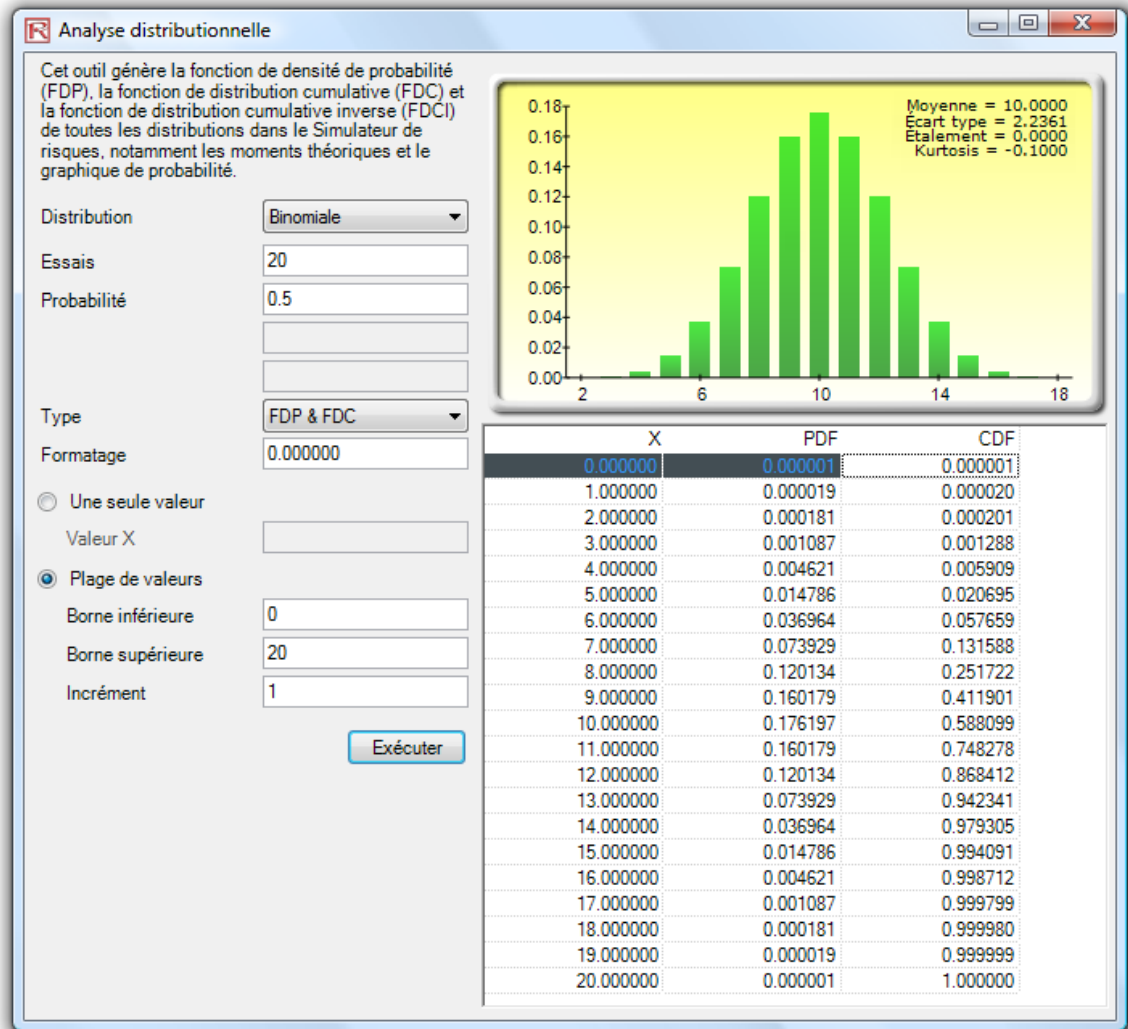 Analyse distributionnelle
Cet outil génère la fonction de densité de probabilité
(FDP), la fonction de distribution cumulative (FDC) et
la fonction de distribution cumulative inverse (FDCI)
de toutes les distributions dans le Simulateur de
risques, notamment les moments théoriques et le
graphique de probabilité.
Distribution Binomiale
Essais 20
Probabilité 0.5
Type FDP & FDC
Formatage 0.000000
Une seule valeur
Valeur X
Plage de valeurs
Borne inférieure 0
Borne supérieure 20
Incrément 1
Exécuter
Moyenne = 10.0000
Écart type = 2.2361
Étalement = 0.0000
Kurtosis = -0.1000
0.18
0.16
0.14
0.12
0.10
0.08
0.06
0.04
0.02
0.00
2 6 10 14 18
X PDF CDF
0.000000 0.000001 0.000001
1.000000 0.000019 0.000020
2.000000 0.000181 0.000201
3.000000 0.001087 0.001288
4.000000 0.004621 0.005909
5.000000 0.014786 0.020695
6.000000 0.036964 0.057659
7.000000 0.073929 0.131588
8.000000 0.120134 0.251722
9.000000 0.160179 0.411901
10.000000 0.176197 0.588099
11.000000 0.160179 0.748278
12.000000 0.120134 0.868412
13.000000 0.073929 0.942341
14.000000 0.036964 0.979305
15.000000 0.014786 0.994091
16.000000 0.004621 0.998712
17.000000 0.001087 0.999799
18.000000 0.000181 0.999980
19.000000 0.000019 0.999999
20.000000 0.000001 1.000000